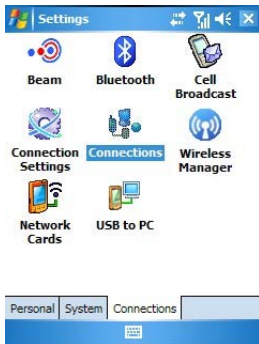 Settings
Beam
Bluetooth
Cell
Broadcast
Connection
Settings
Connections
Wireless
Manager
Network
Cards
USB to PC
Personal System Connections